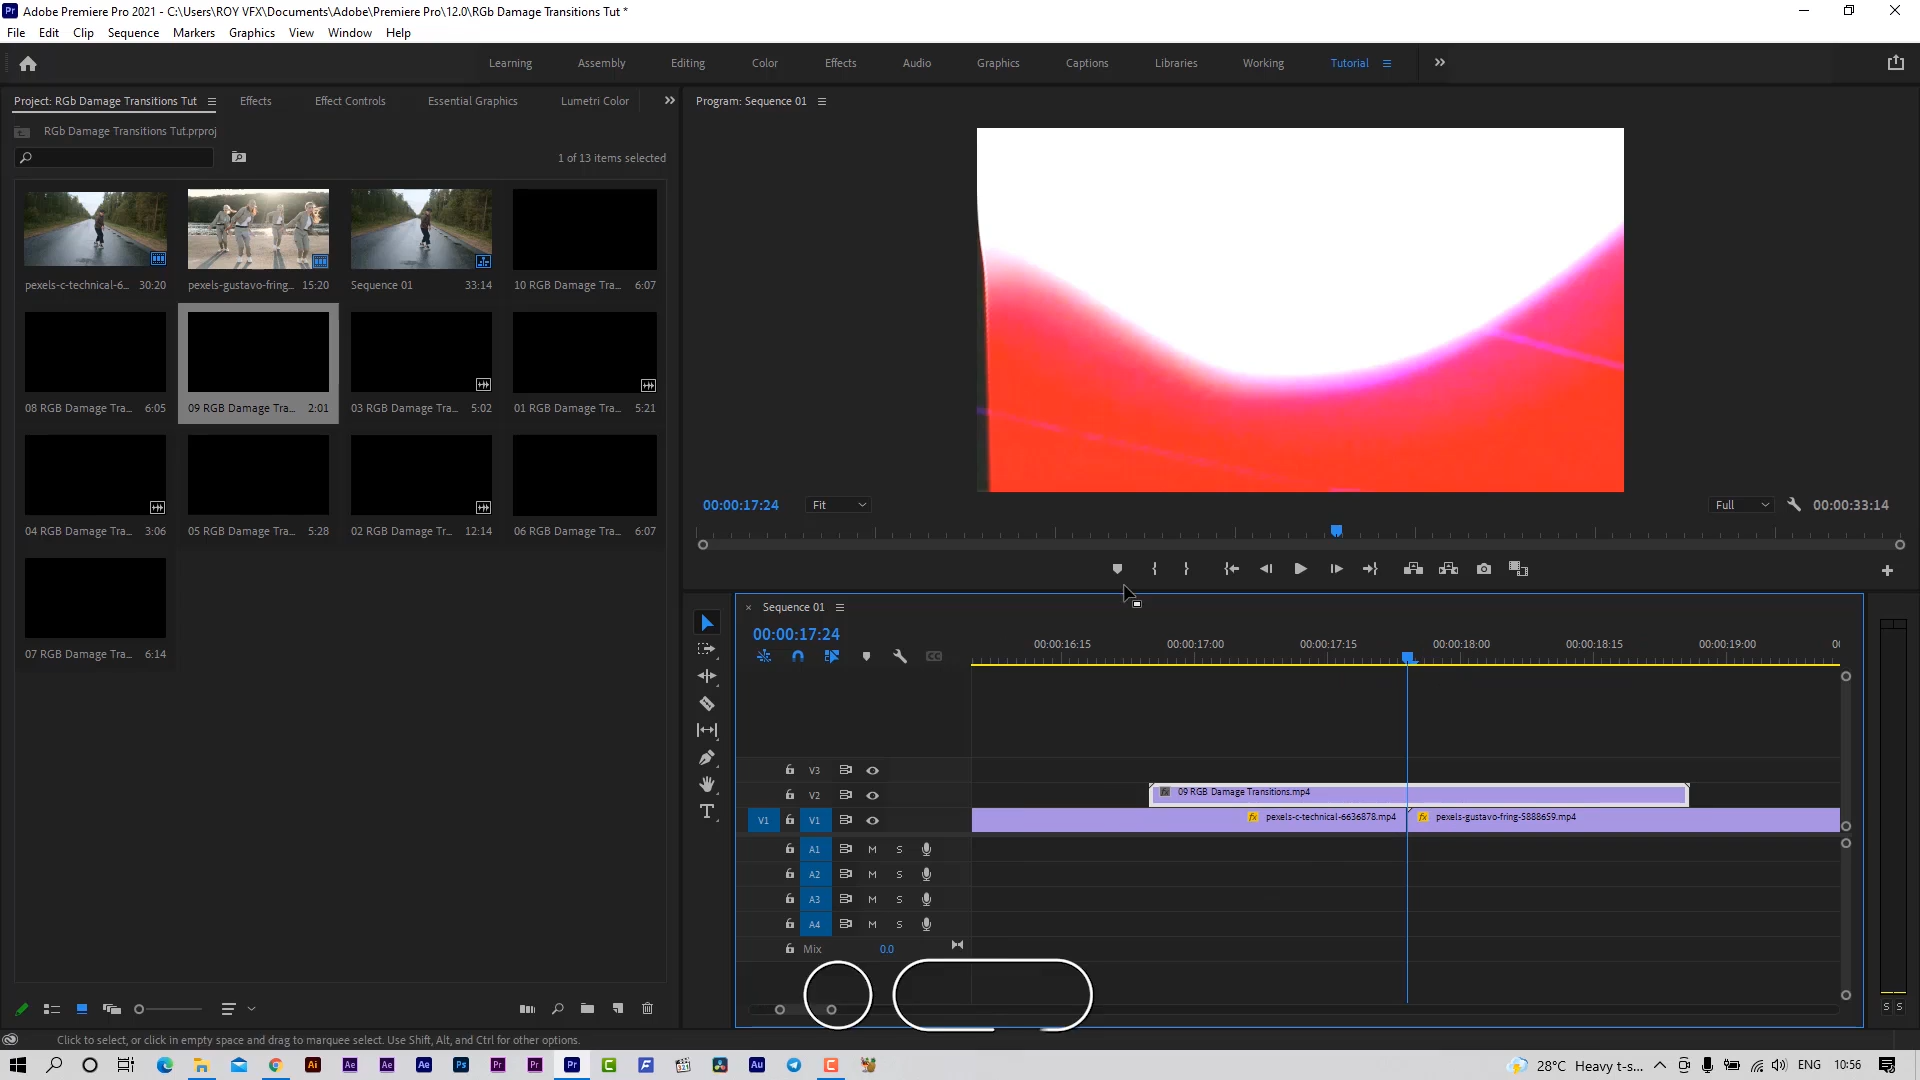 Adobe Premiere Pro 2021 - C:\Users\ROY VFX\Documents\Adobe\Premiere Pro\12.0\RGb Damage Transitions Tut *
File Edit Clip Sequence Markers Graphics View Window Help
Learning Assembly Editing Color Effects Audio Graphics Captions Libraries Working Tutorial
Project: RGb Damage Transitions Tut Effects Effect Controls Essential Graphics Lumetri Color
Program: Sequence 01
RGb Damage Transitions Tut.prproj
1 of 13 items selected
pexels-c-technical-6... 30:20
pexels-gustavo-fring... 15:20
Sequence 01 33:14
10 RGB Damage Tra... 6:07
08 RGB Damage Tra... 6:05
09 RGB Damage Tra... 2:01
03 RGB Damage Tra... 5:02
01 RGB Damage Tra... 5:21
04 RGB Damage Tra... 3:06
05 RGB Damage Tr... 5:28
02 RGB Damage Tr... 12:14
06 RGB Damage Tra... 6:07
07 RGB Damage Tra... 6:14
00:00:17:24 Fit Full 00:00:33:14
Sequence 01
00:00:17:24
00:00:16:15 00:00:17:00 00:00:17:15 00:00:18:00 00:00:18:15 00:00:19:00
V3
V2
09 RGB Damage Transitions.mp4
V1 V1
fx pexels-c-technical-6636878.mp4
fx pexels-gustavo-fring-5888659.mp4
A1 M S
A2 M S
A3 M S
A4 M S
Mix 0.0
S S
Click to select, or click in empty space and drag to marquee select. Use Shift, Alt, and Ctrl for other options.
28°C Heavy t-s... ENG 10:56